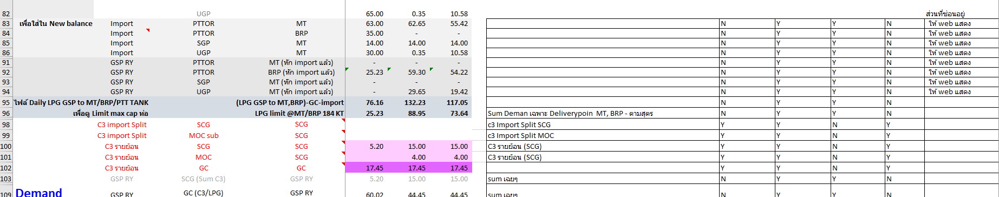 82 UGP 65.00 0.35 10.58 ส่วนที่ซ่อนอยู่
83 เพื่อใส่ใน New balance Import PTTOR MT 63.00 62.65 55.42 N Y Y N ให้ web แสดง
84 Import PTTOR BRP 35.00 - - N Y Y N ให้ web แสดง
85 Import SGP MT 14.00 14.00 14.00 N Y Y N ให้ web แสดง
86 Import UGP MT 30.00 0.35 10.58 N Y Y N ให้ web แสดง
91 GSP RY PTTOR MT (หัก import แล้ว) - - - N Y Y N ให้ web แสดง
92 GSP RY PTTOR BRP (หัก import แล้ว) 25.23 59.30 54.22 N Y Y N ให้ web แสดง
93 GSP RY SGP MT (หัก import แล้ว) - - - N Y Y N ให้ web แสดง
94 GSP RY UGP MT (หัก import แล้ว) - 29.65 19.42 N Y Y N ให้ web แสดง
95 ไฟล์ Daily LPG GSP to MT/BRP/PTT TANK (LPG GSP to MT,BRP)-GC-import 76.16 132.23 117.05 N Y Y N
96 เพื่อดู Limit max cap ท่อ LPG limit @MT/BRP 184 KT 25.23 88.95 73.64 Sum Deman เฉพาะ Deliverypoin MT, BRP - ตามสุตร N Y Y N
98 C3 import Split SCG SCG c3 Import Split SCG Y Y N Y
99 C3 import Split MOC sub SCG c3 Import Split MOC Y Y N Y
100 C3 รายย้อน SCG SCG 5.20 15.00 15.00 C3 รายย้อน (SCG) Y Y N Y
101 C3 รายย้อน MOC SCG 4.00 4.00 C3 รายย้อน (SCG) Y Y N Y
102 C3 รายย้อน GC GC 17.45 17.45 17.45 Y Y N Y
103 GSP RY SCG (Sum C3) GSP RY 5.20 15.00 15.00 sum เฉยๆ N Y Y N
109 Demand GSP RY GC (C3/LPG) GSP RY 60.02 44.45 44.45 sum เฉยๆ N Y Y N